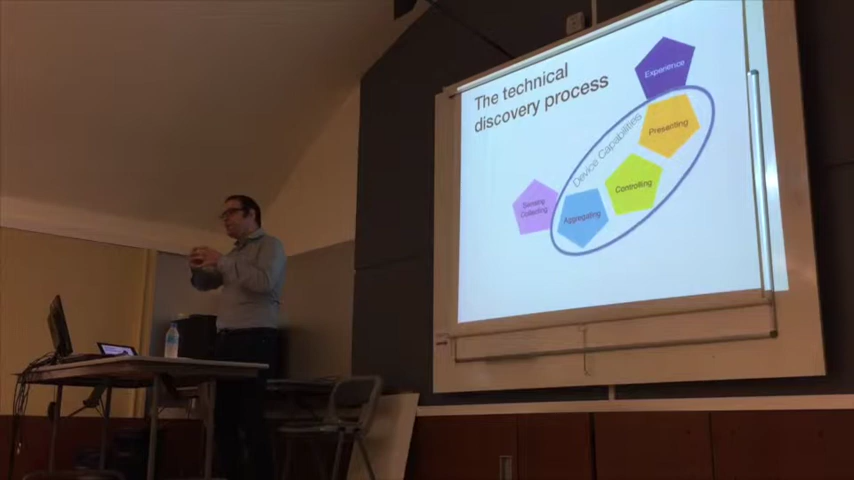 The technical
discovery process
Experience
Presenting
Device Capabilities
Controlling
Sensing
Collecting
Aggregating